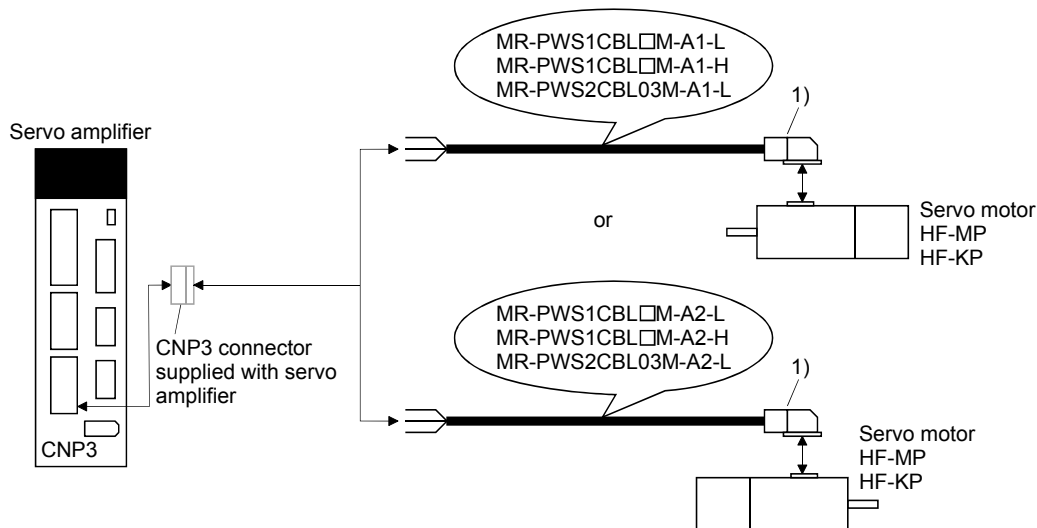 MR-PWS1CBL□M-A1-L
MR-PWS1CBL□M-A1-H
MR-PWS2CBL03M-A1-L
1)
Servo amplifier
Servo motor
HF-MP
HF-KP
or
MR-PWS1CBL□M-A2-L
MR-PWS1CBL□M-A2-H
MR-PWS2CBL03M-A2-L
CNP3 connector
supplied with servo
amplifier
1)
Servo motor
HF-MP
HF-KP
CNP3